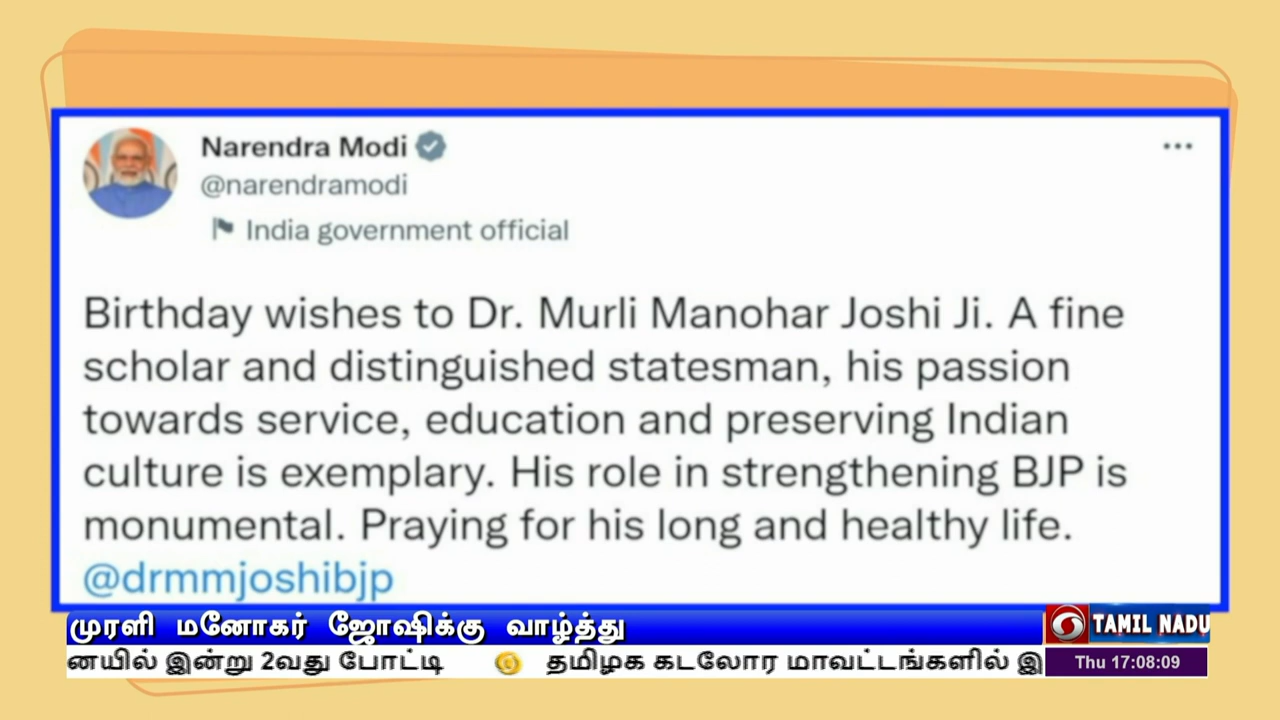 Narendra Modi
@narendramodi
India government official
Birthday wishes to Dr. Murli Manohar Joshi Ji. A fine
scholar and distinguished statesman, his passion
towards service, education and preserving Indian
culture is exemplary. His role in strengthening BJP is
monumental. Praying for his long and healthy life.
@drmmjoshibjp
முரளி மனோகர் ஜோஷிக்கு வாழ்த்து
TAMIL NADU
னயில் இன்று 2வது போட்டி தமிழக கடலோர மாவட்டங்களில் இ
Thu 17:08:09